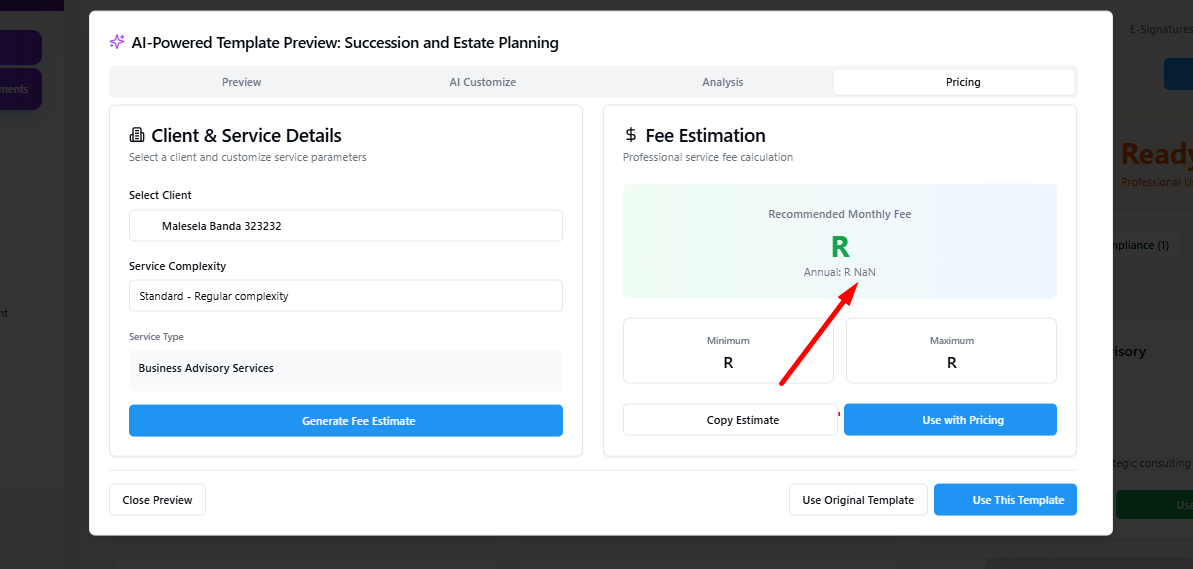 AI-Powered Template Preview: Succession and Estate Planning
E-Signatures
Preview
AI Customize
Analysis
Pricing
ments
Client & Service Details
Select a client and customize service parameters
Fee Estimation
Professional service fee calculation
Ready
Professional U
Select Client
Malesela Banda 323232
Recommended Monthly Fee
R
Annual: R NaN
mpliance (1)
Service Complexity
Standard - Regular complexity
nt
Service Type
Business Advisory Services
Minimum
R
Maximum
R
isory
Generate Fee Estimate
Copy Estimate
Use with Pricing
tegic consulting
Close Preview
Use Original Template
Use This Template
Use